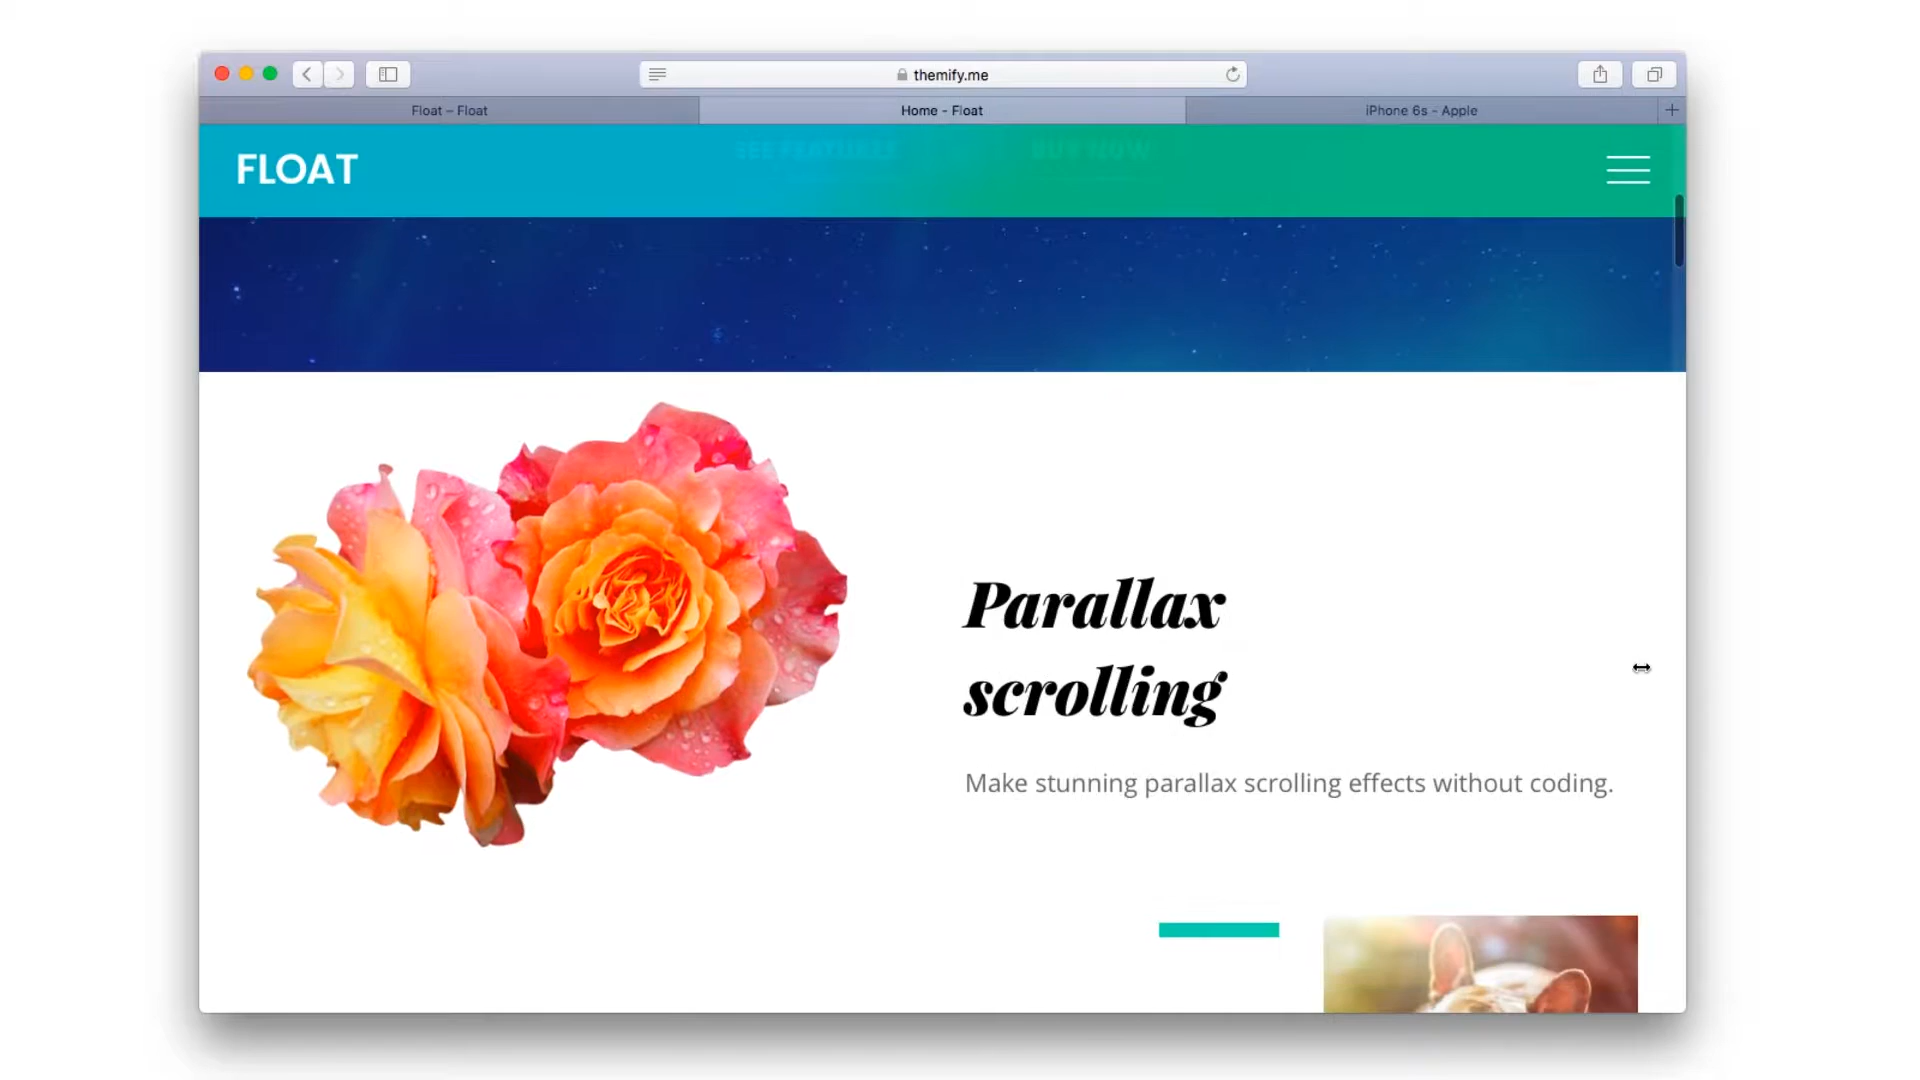 themify.me
Float – Float
Home - Float
iPhone 6s - Apple
FLOAT
SEE FEATURES
BUY NOW
Parallax
scrolling
Make stunning parallax scrolling effects without coding.